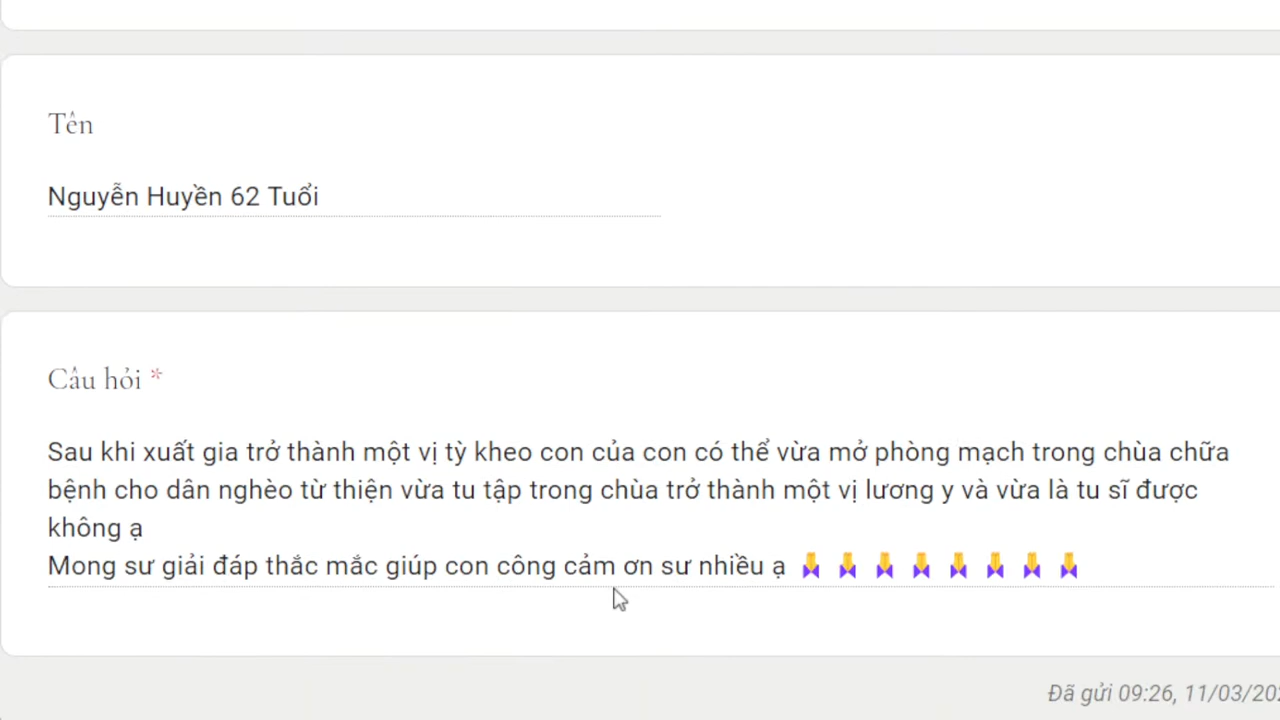 Tên
Nguyễn Huyền 62 Tuổi
Câu hỏi *
Sau khi xuất gia trở thành một vị tỳ kheo con của con có thể vừa mở phòng mạch trong chùa chữa
bệnh cho dân nghèo từ thiện vừa tu tập trong chùa trở thành một vị lương y và vừa là tu sĩ được
không ạ
Mong sư giải đáp thắc mắc giúp con công cảm ơn sư nhiều ạ 🙏 🙏 🙏 🙏 🙏 🙏 🙏 🙏
Đã gửi 09:26, 11/03/202